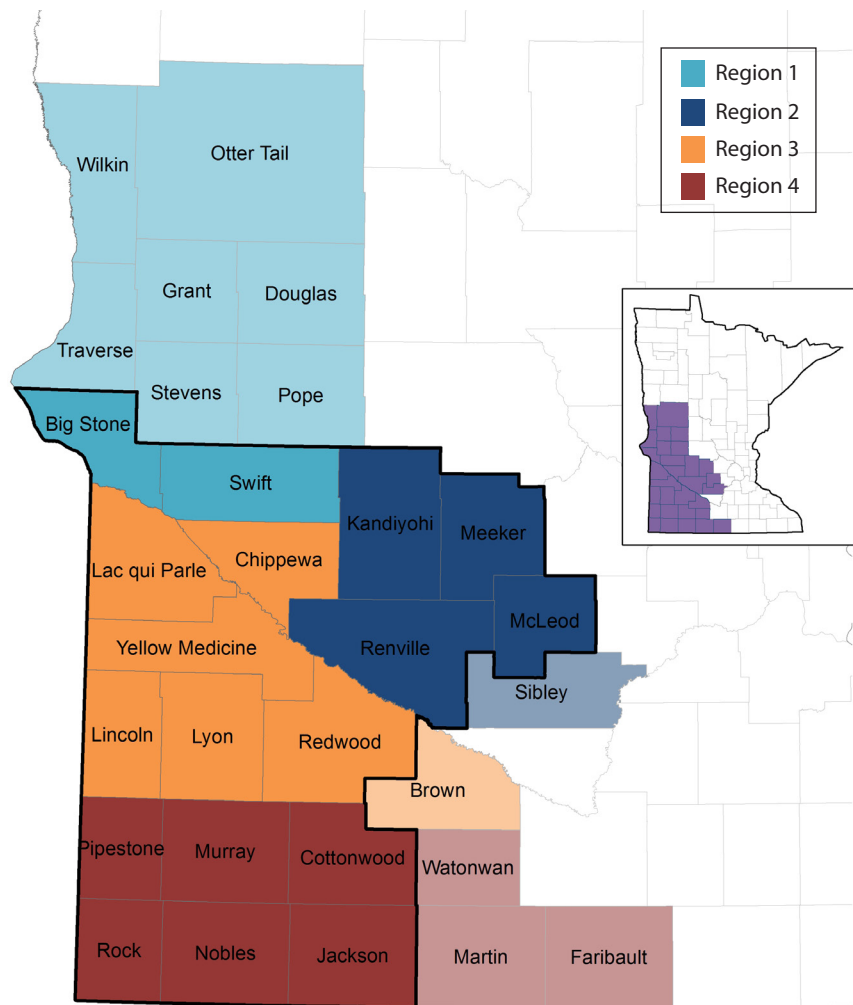 Region 1
Region 2
Region 3
Region 4
Wilkin
Otter Tail
Grant
Douglas
Traverse
Stevens
Pope
Big Stone
Swift
Kandiyohi
Meeker
Chippewa
Lac qui Parle
McLeod
Yellow Medicine
Renville
Sibley
Lincoln
Lyon
Redwood
Brown
Pipestone
Murray
Cottonwood
Watonwan
Rock
Nobles
Jackson
Martin
Faribault